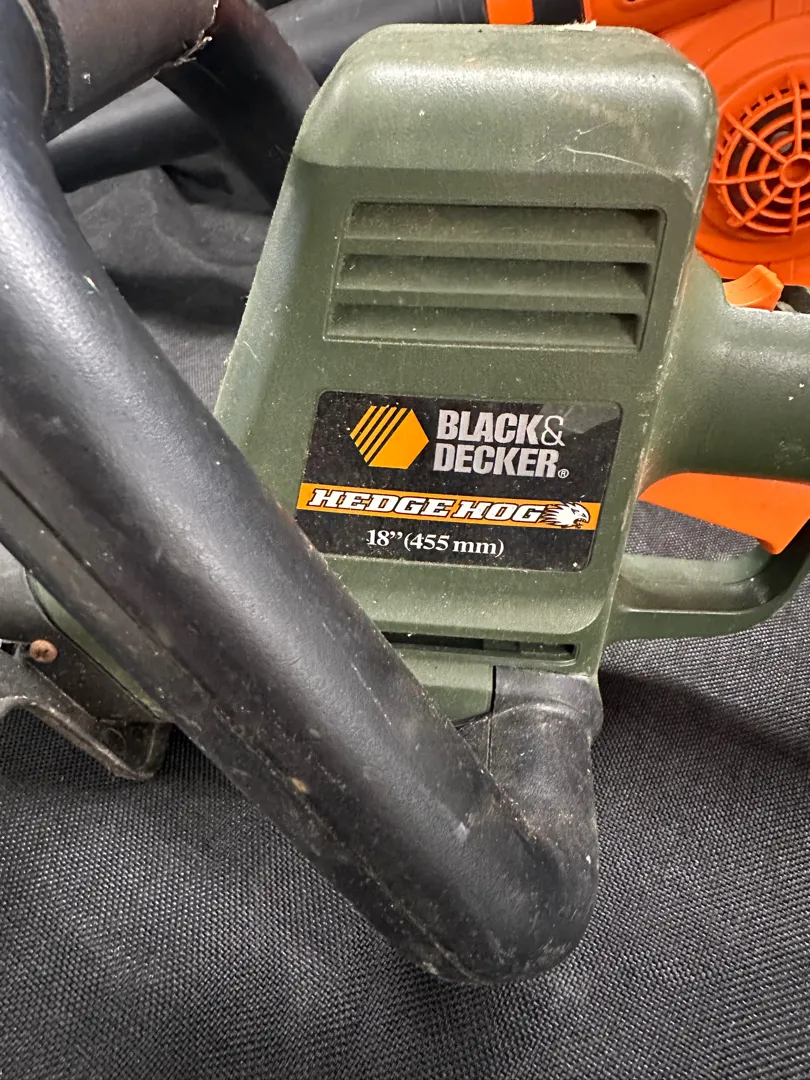 BLACK&
DECKER®
HEDGE HOG
18” (455 mm)